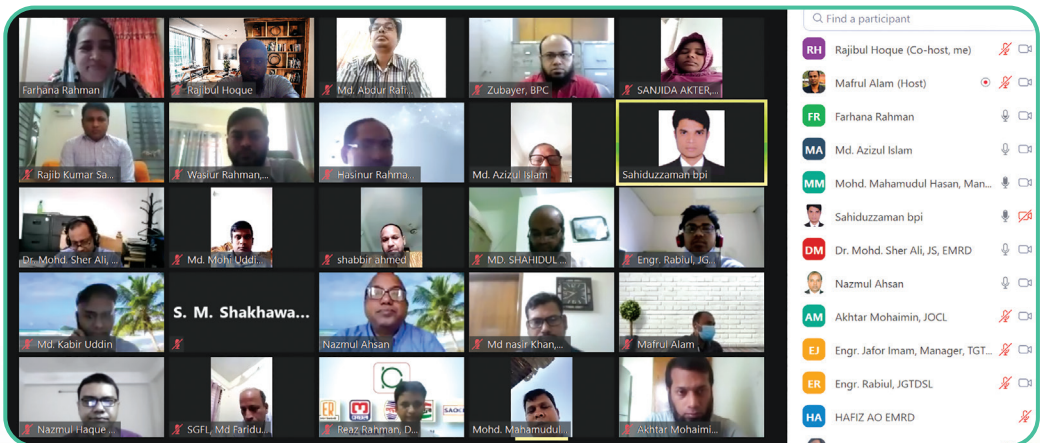 Farhana Rahman
Rajibul Hoque
Md. Abdur Rafi...
Zubayer, BPC
SANJIDA AKTER,...
Rajib Kumar Sa...
Wasiur Rahman,...
Hasinur Rahma...
Md. Azizul Islam
Sahiduzzaman bpi
Dr. Mohd. Sher Ali, ...
Md. Mohi Uddi...
shabbir ahmed
MD. SHAHIDUL ...
Engr. Rabiul, JG...
Md. Kabir Uddin
S. M. Shakhawa...
Nazmul Ahsan
Md nasir Khan,...
Mafrul Alam
Nazmul Haque ...
SGFL, Md Faridu...
Reaz Rahman, D...
Mohd. Mahamudul...
Akhtar Mohaimi...
Find a participant
RH Rajibul Hoque (Co-host, me)
Mafrul Alam (Host)
FR Farhana Rahman
MA Md. Azizul Islam
MM Mohd. Mahamudul Hasan, Man...
Sahiduzzaman bpi
DM Dr. Mohd. Sher Ali, JS, EMRD
Nazmul Ahsan
AM Akhtar Mohaimin, JOCL
EJ Engr. Jafor Imam, Manager, TGT...
ER Engr. Rabiul, JGTDSL
HA HAFIZ AO EMRD